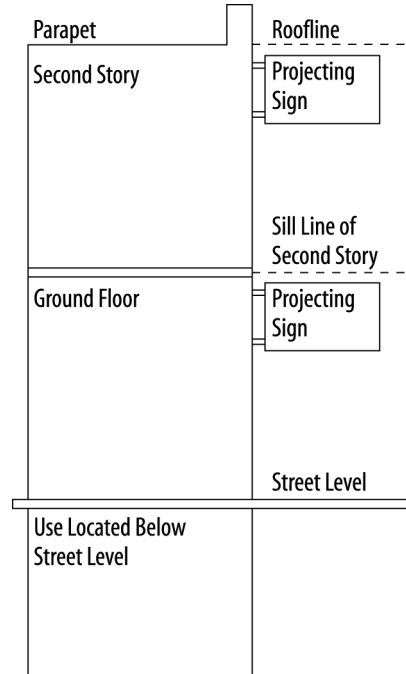 Parapet
Roofline
Second Story
Projecting
Sign
Sill Line of
Second Story
Ground Floor
Projecting
Sign
Street Level
Use Located Below
Street Level